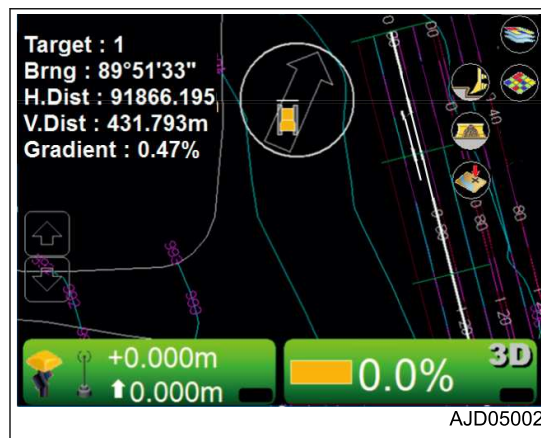 Target : 1
Brng : 89°51'33"
H.Dist : 91866.195
V.Dist : 431.793m
Gradient : 0.47%
+0.000m
0.000m
0.0%
3D
AJD05002